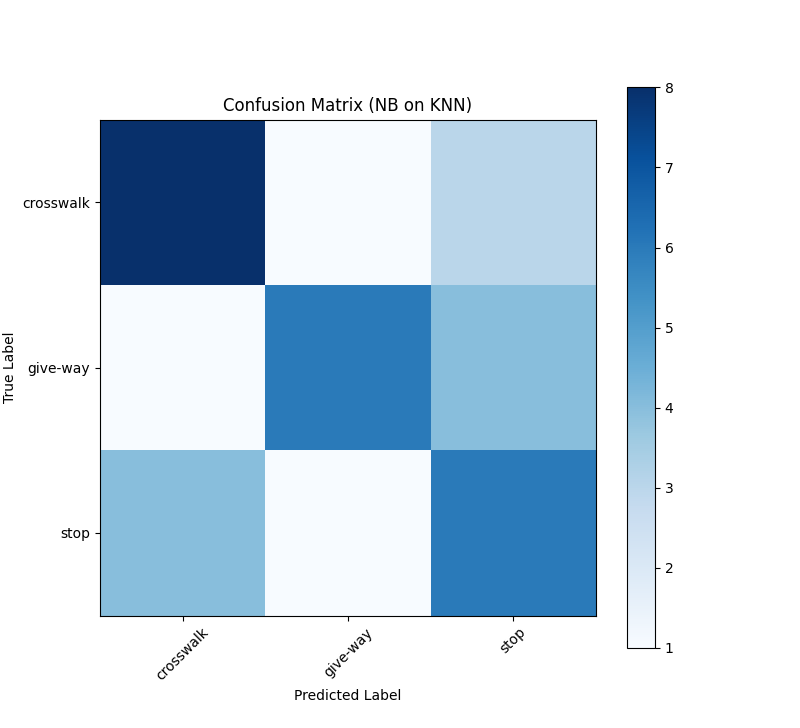 Confusion Matrix (NB on KNN)
True Label
crosswalk
give-way
stop
crosswalk
give-way
stop
Predicted Label
8
7
6
5
4
3
2
1